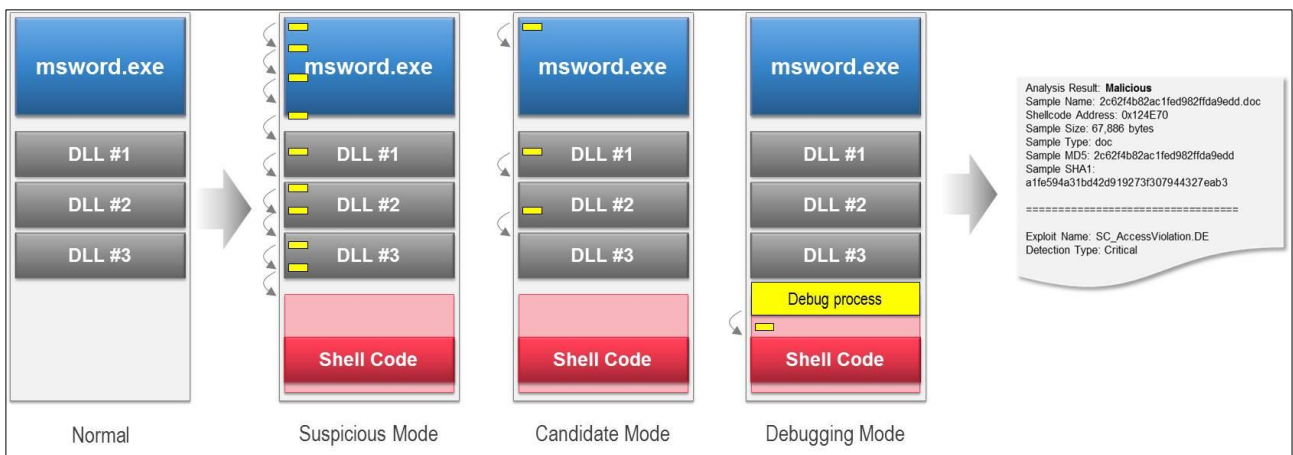 msword.exe
DLL #1
DLL #2
DLL #3
Normal
msword.exe
DLL #1
DLL #2
DLL #3
Shell Code
Suspicious Mode
msword.exe
DLL #1
DLL #2
DLL #3
Shell Code
Candidate Mode
msword.exe
DLL #1
DLL #2
DLL #3
Debug process
Shell Code
Debugging Mode
Analysis Result: Malicious
Sample Name: 2c62f4b82ac1fed982ffda9edd.doc
Shellcode Address: 0x124E70
Sample Size: 67,886 bytes
Sample Type: doc
Sample MD5: 2c62f4b82ac1fed982ffda9edd
Sample SHA1:
a1fe594a31bd42d919273f307944327eab3
=================================
Exploit Name: SC_AccessViolation.DE
Detection Type: Critical